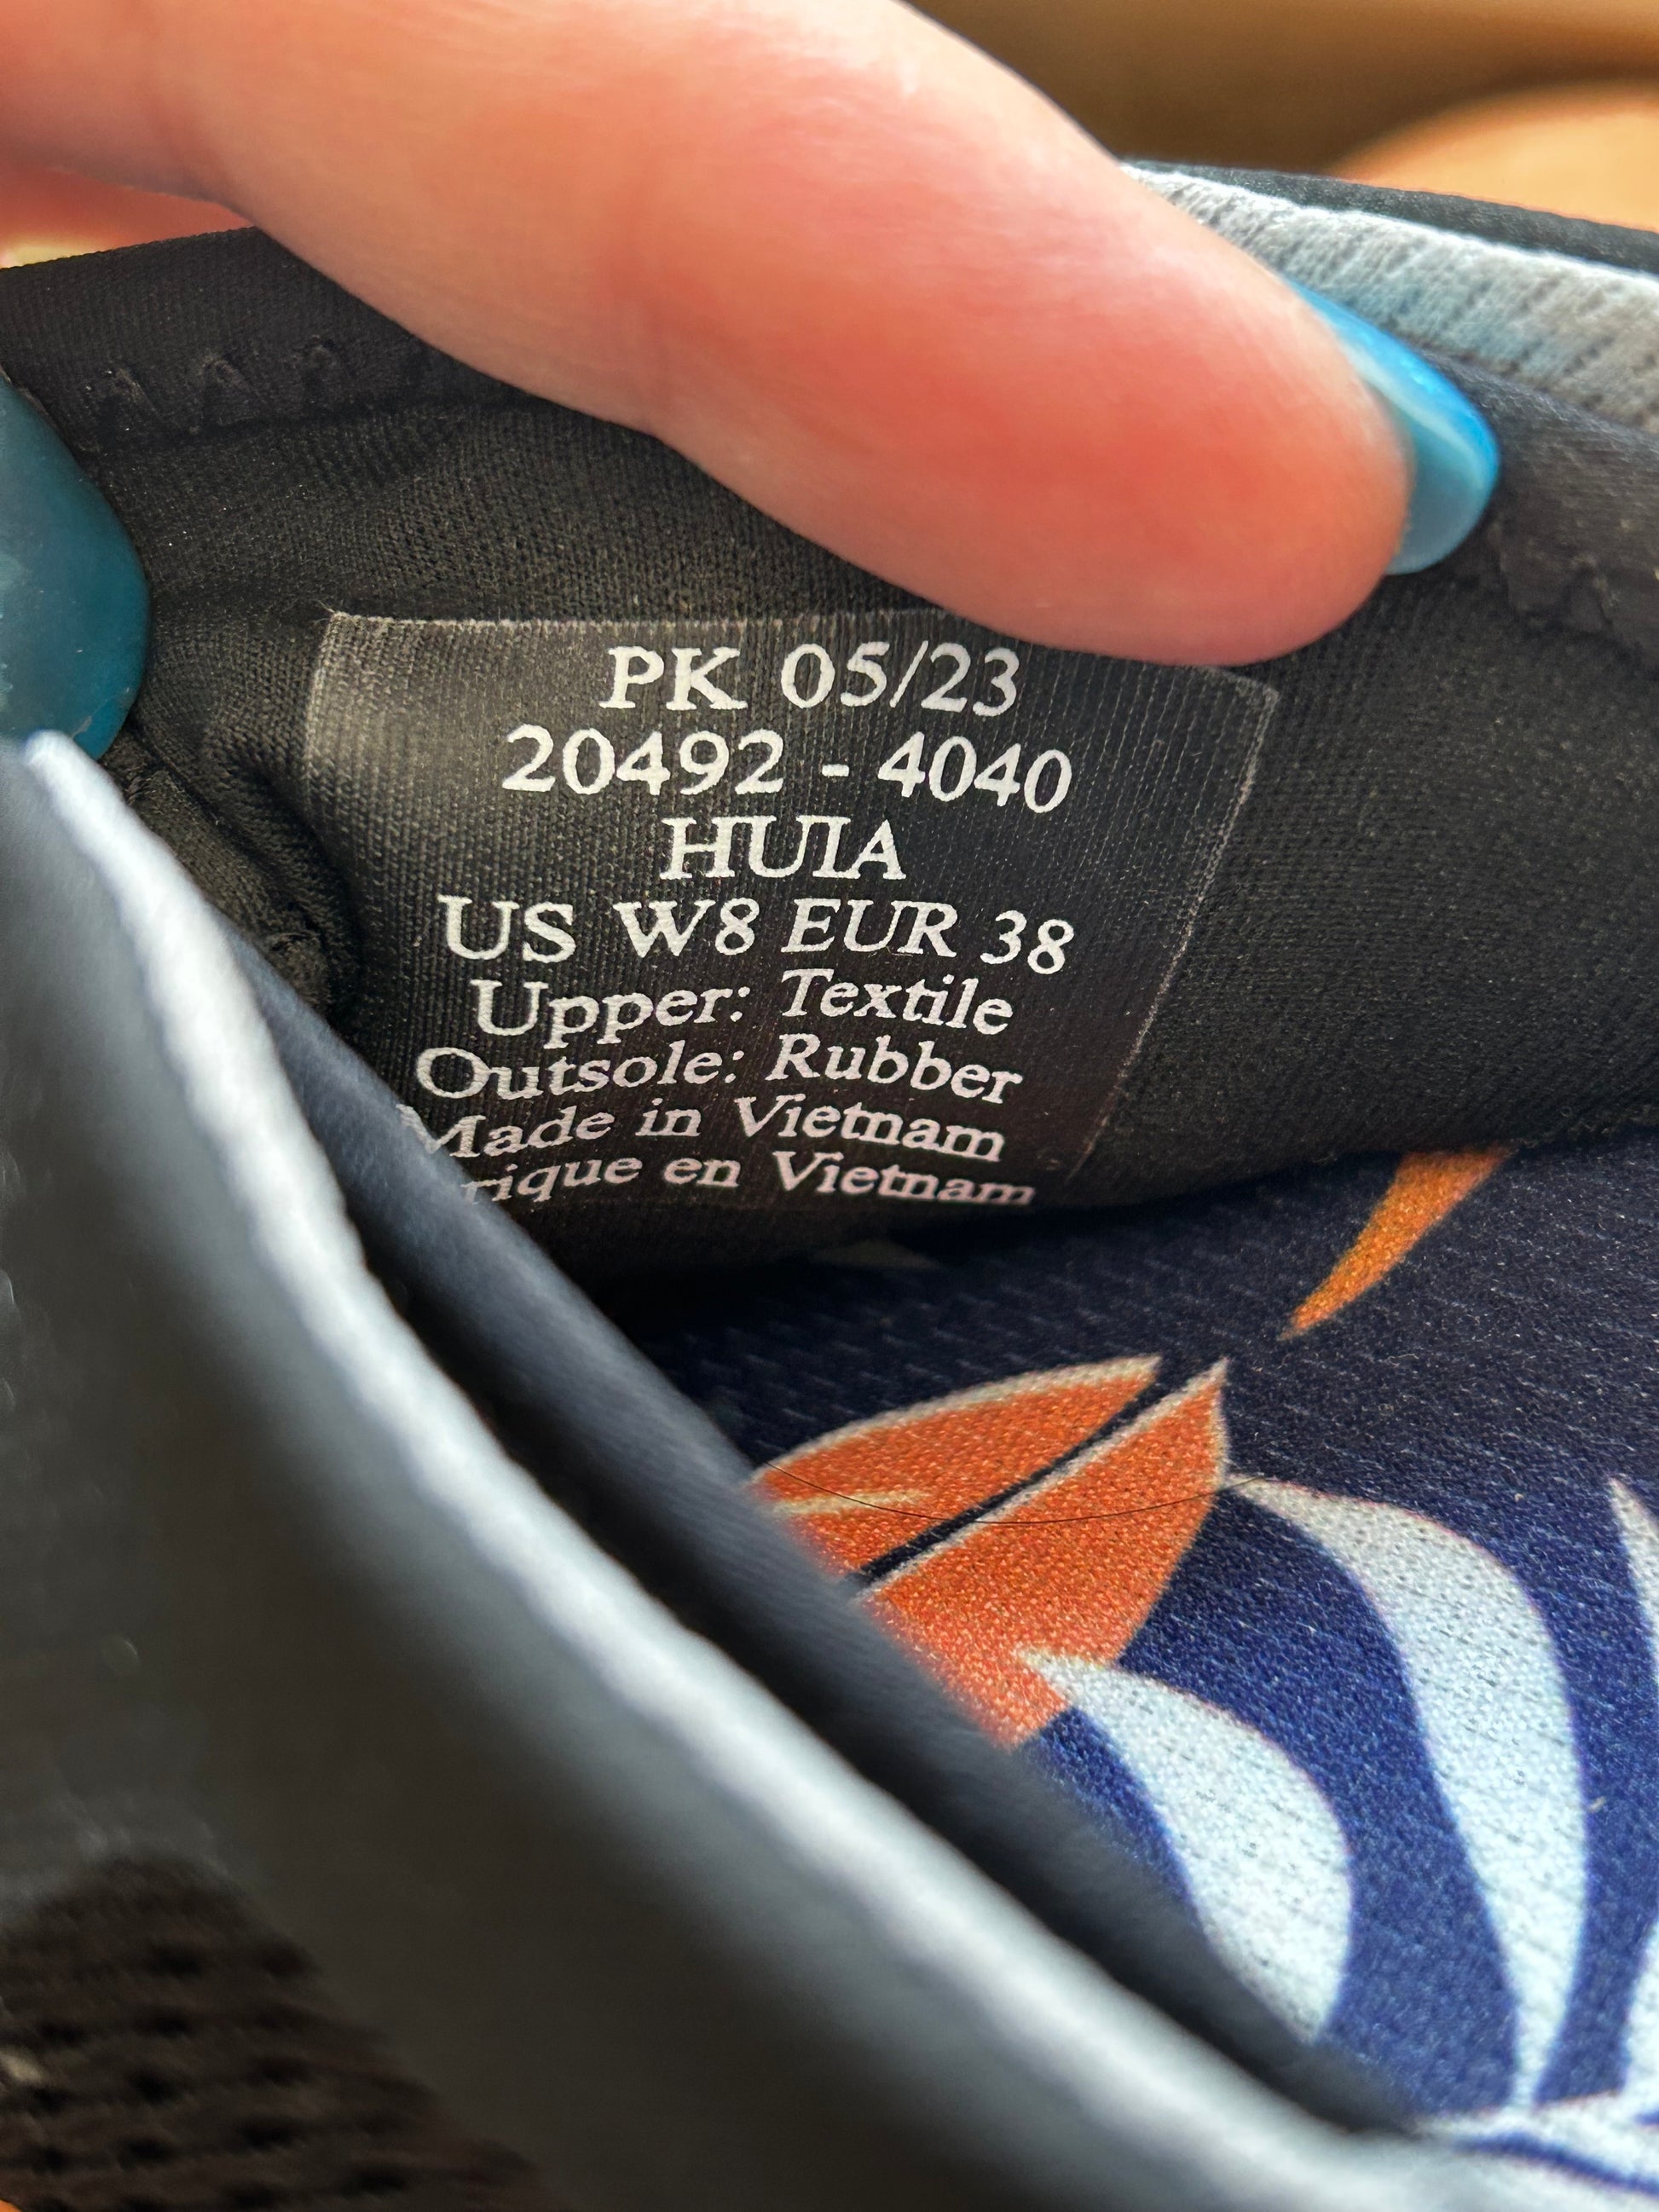 PK 05/23
20492 - 4040
HUIA
US W8 EUR 38
Upper: Textile
Outsole: Rubber
Made in Vietnam
en Vietnam